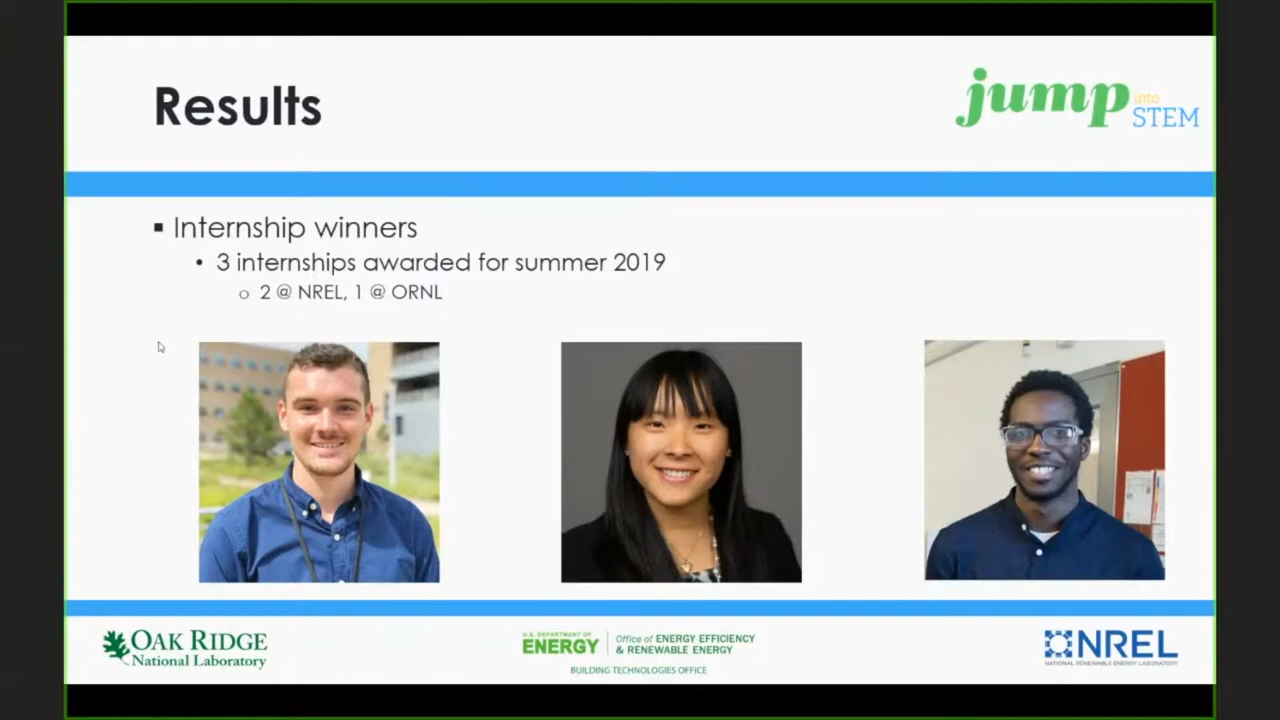 Results
jump into STEM
▪ Internship winners
• 3 internships awarded for summer 2019
o 2 @ NREL, 1 @ ORNL
OAK RIDGE
National Laboratory
U.S. DEPARTMENT OF
ENERGY
Office of ENERGY EFFICIENCY
& RENEWABLE ENERGY
BUILDING TECHNOLOGIES OFFICE
NREL
NATIONAL RENEWABLE ENERGY LABORATORY